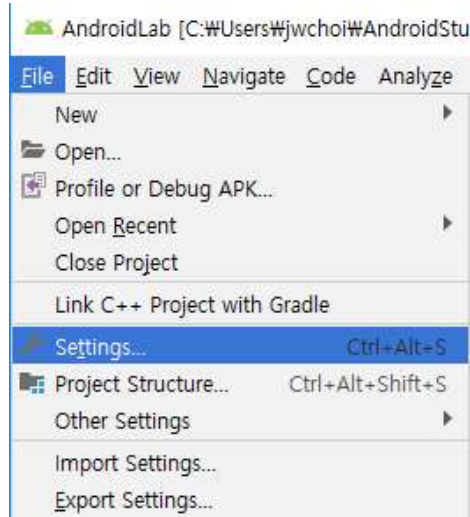 AndroidLab [C:₩Users₩jwchoi₩AndroidStu
File Edit View Navigate Code Analyze
New
Open...
Profile or Debug APK...
Open Recent
Close Project
Link C++ Project with Gradle
Settings... Ctrl+Alt+S
Project Structure... Ctrl+Alt+Shift+S
Other Settings
Import Settings...
Export Settings...